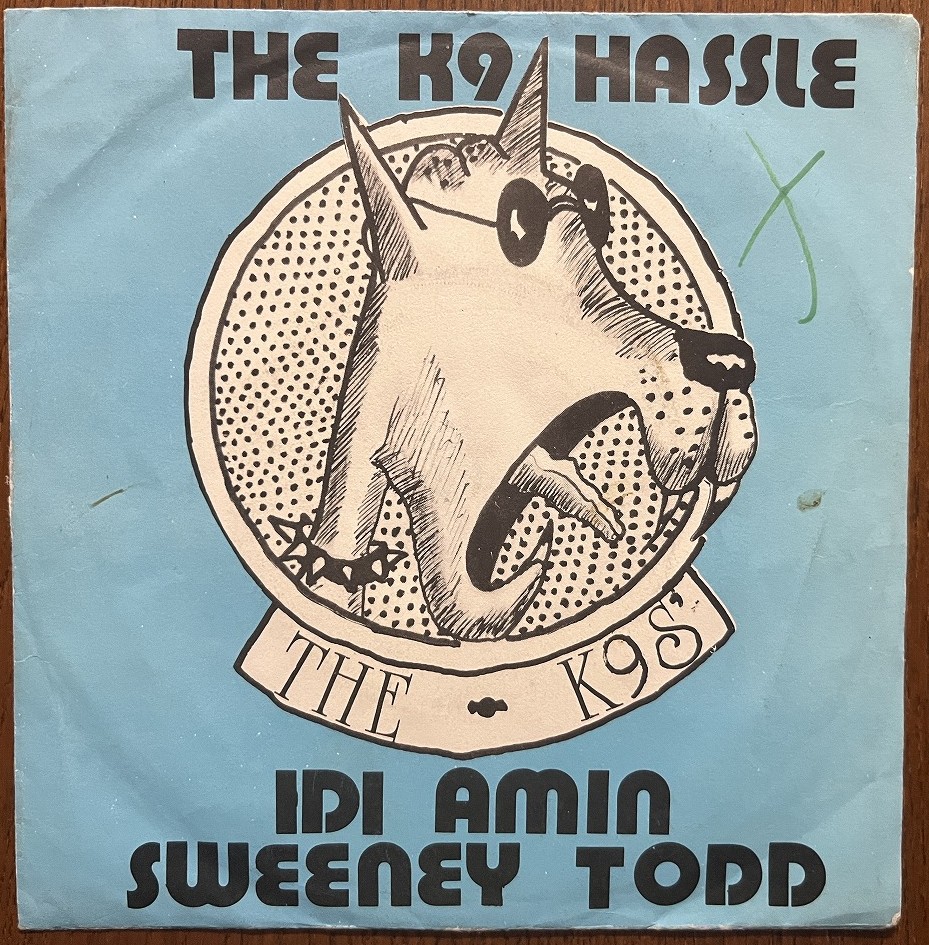 THE K9 HASSLE
X
THE • K9S'
IDI AMIN
SWEENEY TODD